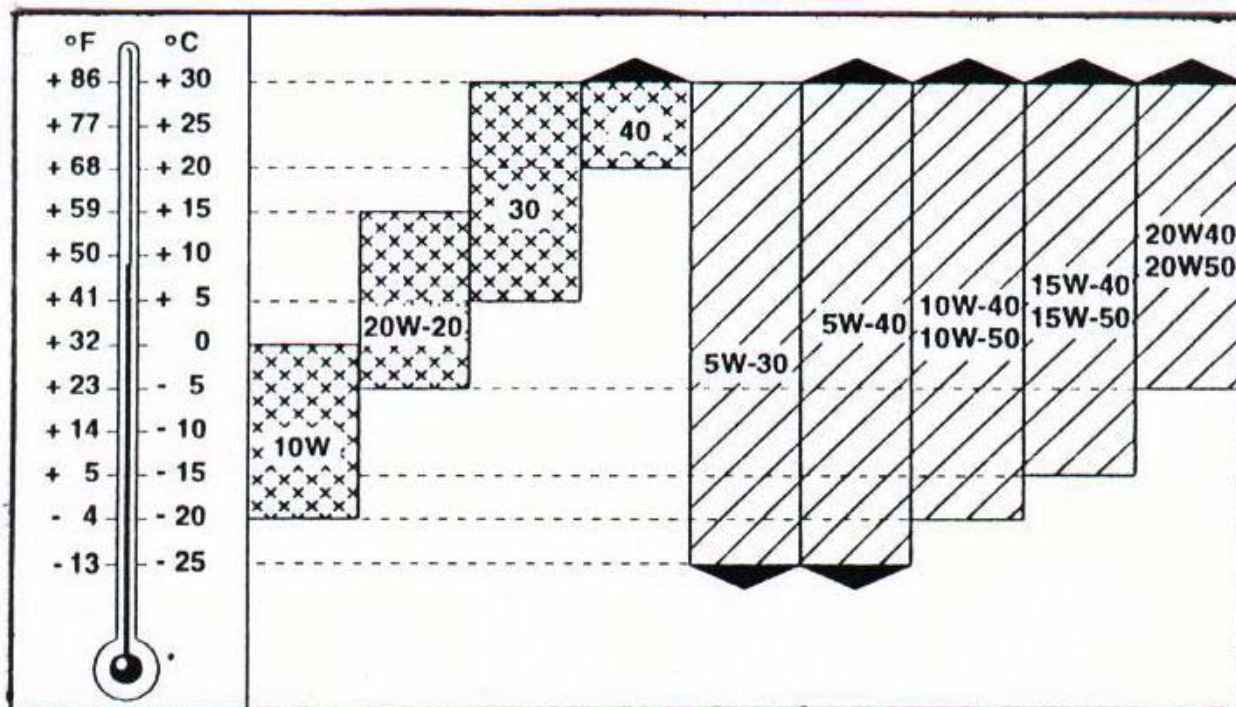 °F °C
+ 86 + 30
+ 77 + 25
+ 68 + 20
+ 59 + 15
+ 50 + 10
+ 41 + 5
+ 32 0
+ 23 - 5
+ 14 - 10
+ 5 - 15
- 4 - 20
- 13 - 25
10W
20W-20
30
40
5W-30
5W-40
10W-40
10W-50
15W-40
15W-50
20W40
20W50